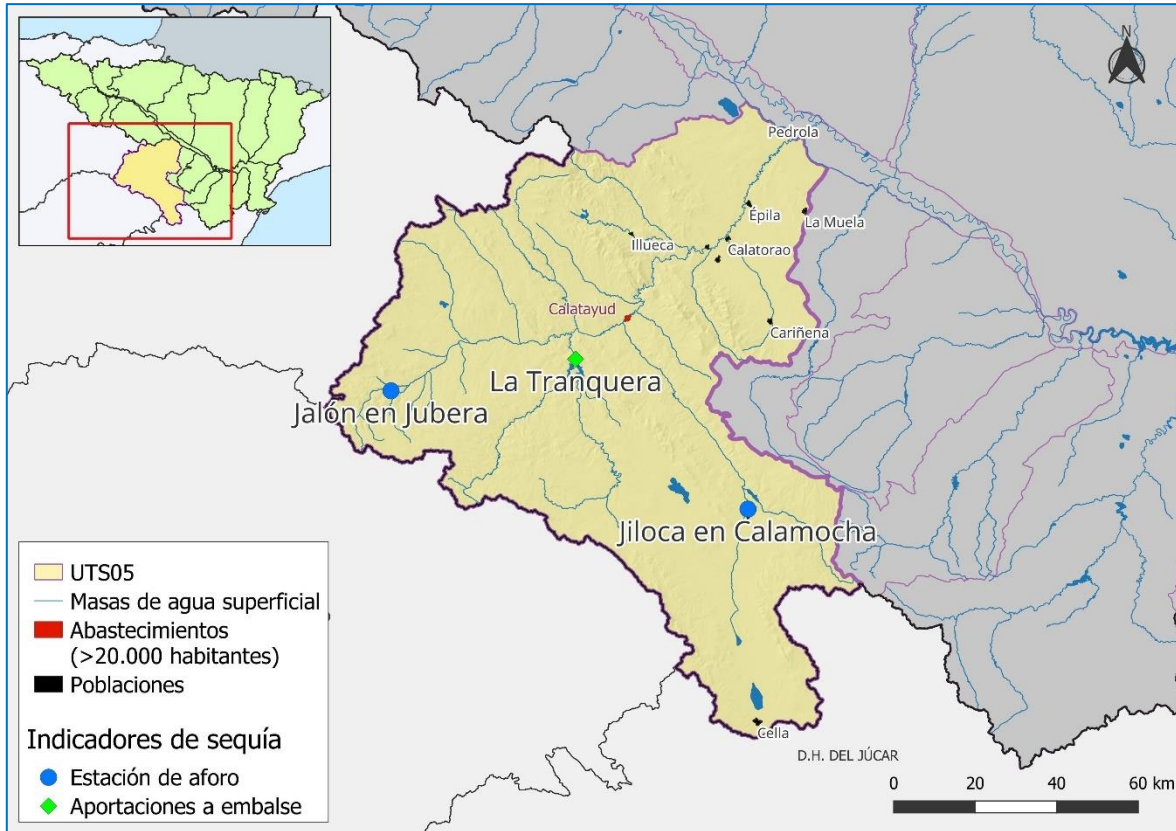 N
Pedrola
Épila
La Muela
Illueca
Calatorao
Calatayud
Cariñena
La Tranquera
Jalón en Jubera
Jiloca en Calamocha
Cella
D.H. DEL JÚCAR
UTS05
Masas de agua superficial
Abastecimientos
(>20.000 habitantes)
Poblaciones
Indicadores de sequía
Estación de aforo
Aportaciones a embalse
0 20 40 60 km